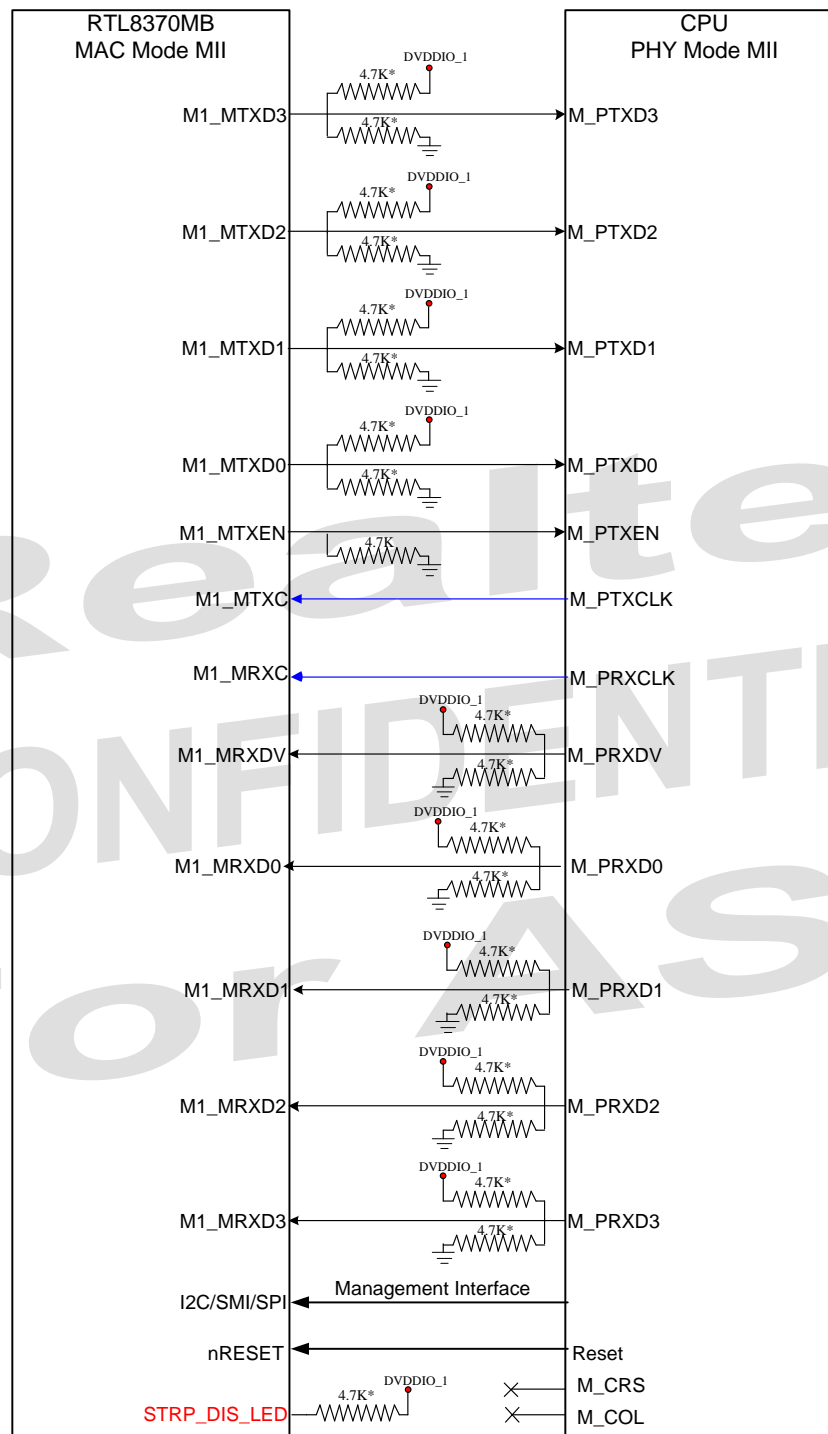 RTL8370MB
MAC Mode MII
CPU
PHY Mode MII
DVDDIO_1
4.7K*
M1_MTXD3
M_PTXD3
4.7K*
DVDDIO_1
4.7K*
M1_MTXD2
M_PTXD2
4.7K*
DVDDIO_1
4.7K*
M1_MTXD1
M_PTXD1
4.7K*
DVDDIO_1
4.7K*
M1_MTXD0
M_PTXD0
4.7K*
M1_MTXEN
M_PTXEN
4.7K
M1_MTXC
M_PTXCLK
M1_MRXC
M_PRXCLK
DVDDIO_1
4.7K*
M1_MRXDV
M_PRXDV
4.7K*
DVDDIO_1
4.7K*
M1_MRXD0
M_PRXD0
4.7K*
DVDDIO_1
4.7K*
M1_MRXD1
M_PRXD1
4.7K*
DVDDIO_1
4.7K*
M1_MRXD2
M_PRXD2
4.7K*
DVDDIO_1
4.7K*
M1_MRXD3
M_PRXD3
4.7K*
Management Interface
I2C/SMI/SPI
nRESET
Reset
DVDDIO_1
M_CRS
4.7K*
STRP_DIS_LED
M_COL
Realte
ONFIDENTI
or AS